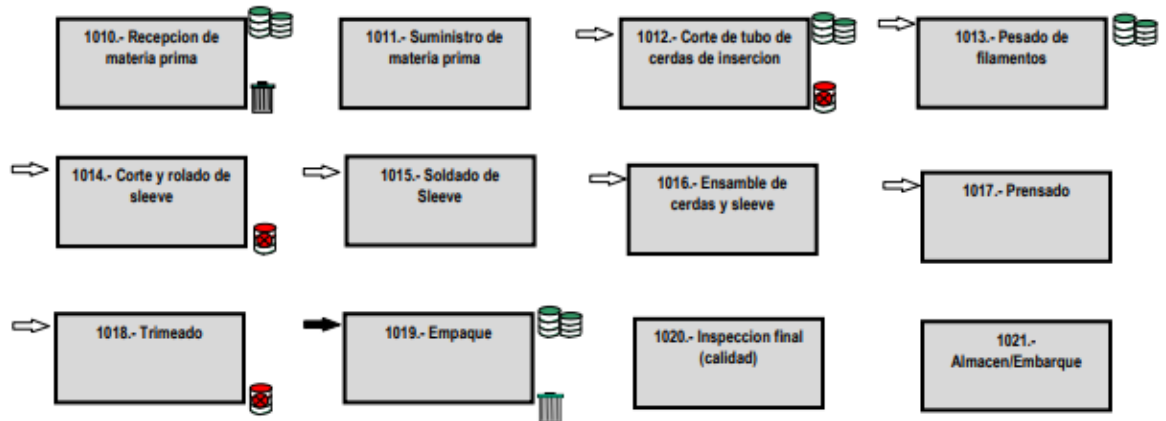 1010.- Recepcion de
materia prima
1011.- Suministro de
materia prima
1012.- Corte de tubo de
cerdas de insercion
1013.- Pesado de
filamentos
1014.- Corte y rolado de
sleeve
1015.- Soldado de
Sleeve
1016.- Ensamble de
cerdas y sleeve
1017.- Prensado
1018.- Trimeado
1019.- Empaque
1020.- Inspeccion final
(calidad)
1021.-
Almacen/Embarque